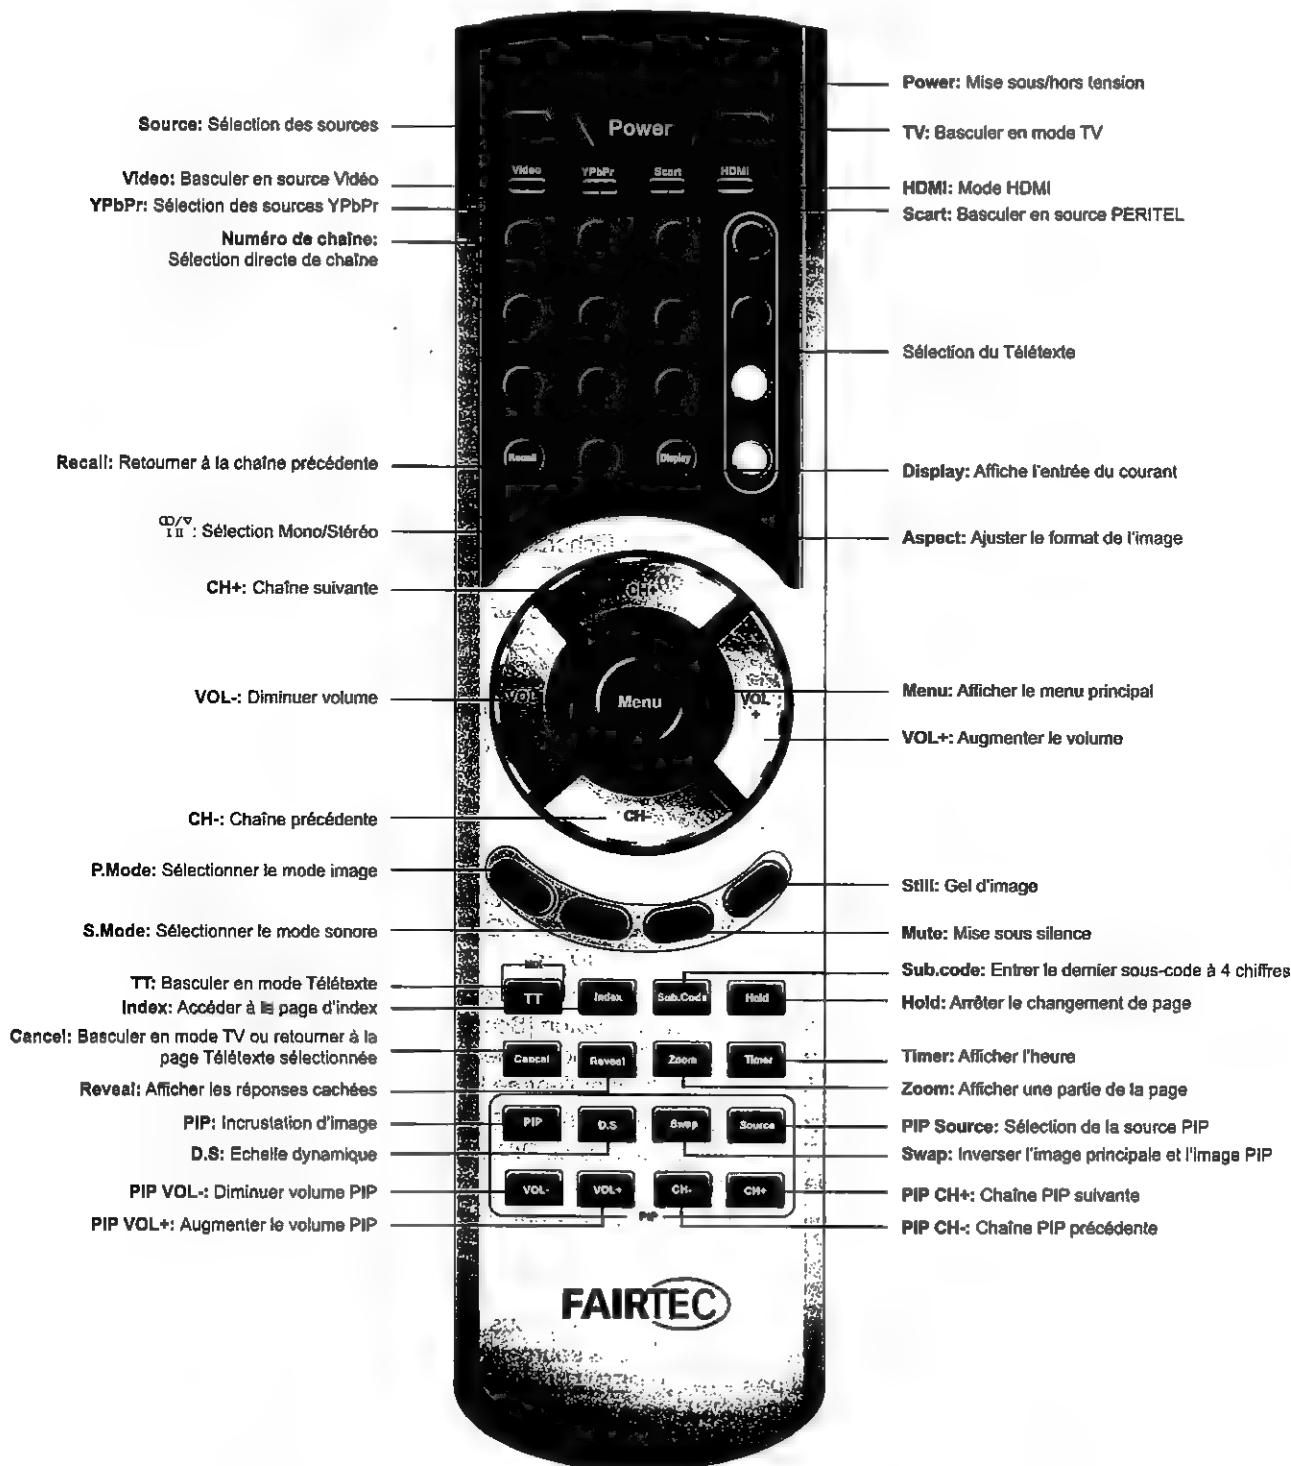 Power: Mise sous/hors tension
Source: Sélection des sources
Power
TV: Basculer en mode TV
Video
YPbPr
Scart
HDMI
Video: Basculer en source Vidéo
HDMI: Mode HDMI
YPbPr: Sélection des sources YPbPr
Scart: Basculer en source PERITEL
Numéro de chaîne:
Sélection directe de chaîne
Sélection du Télétexte
Recall
Display
Recall: Retourner à la chaîne précédente
Display: Affiche l'entrée du courant
I II : Sélection Mono/Stéréo
Aspect: Ajuster le format de l'image
CH+: Chaîne suivante
CH+
VOL-: Diminuer volume
VOL
Menu
VOL
+
Menu: Afficher le menu principal
VOL+: Augmenter le volume
CH-: Chaîne précédente
CH-
P.Mode: Sélectionner le mode image
Still: Gel d'image
S.Mode: Sélectionner le mode sonore
Mute: Mise sous silence
MIX
Sub.code: Entrer le dernier sous-code à 4 chiffres
TT: Basculer en mode Télétexte
TT
Index
Sub.Code
Hold
Index: Accéder à la page d'index
Hold: Arrêter le changement de page
Cancel: Basculer en mode TV ou retourner à la
page Télétexte sélectionnée
Cancel
Reveal
Zoom
Timer
Timer: Afficher l'heure
Reveal: Afficher les réponses cachées
Zoom: Afficher une partie de la page
PIP: Incrustation d'image
PIP
D.S
Swap
Source
PIP Source: Sélection de la source PIP
D.S: Echelle dynamique
Swap: Inverser l'image principale et l'image PIP
PIP VOL-: Diminuer volume PIP
VOL-
VOL+
CH-
CH+
PIP CH+: Chaîne PIP suivante
PIP VOL+: Augmenter le volume PIP
PIP
PIP CH-: Chaîne PIP précédente
FAIRTEC